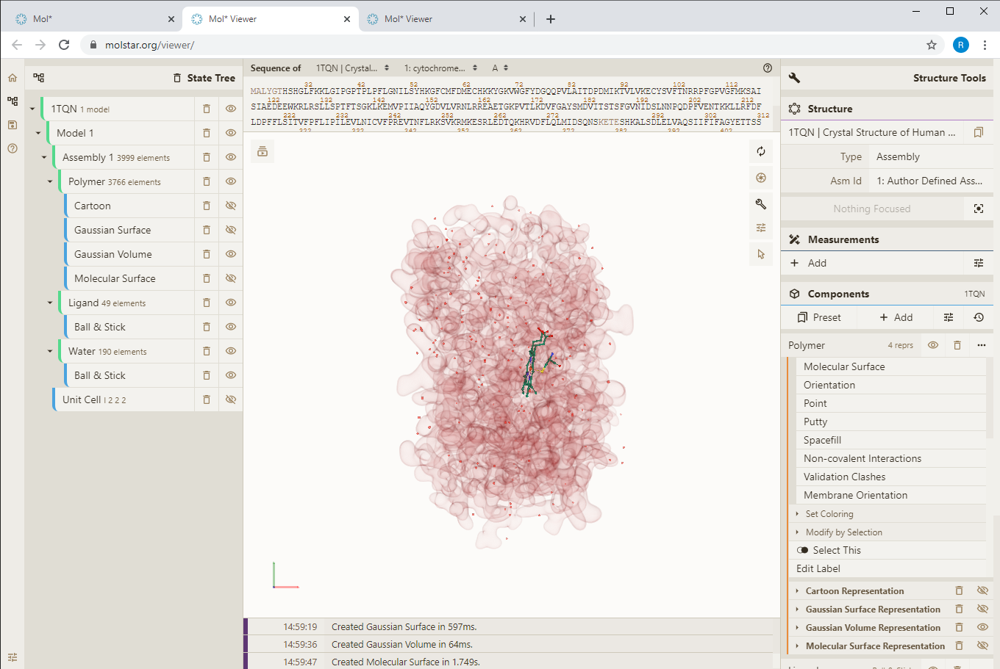 Mol*
Mol* Viewer
Mol* Viewer
molstar.org/viewer/
R
State Tree
1TQN 1 model
Model 1
Assembly 1 3999 elements
Polymer 3766 elements
Cartoon
Gaussian Surface
Gaussian Volume
Molecular Surface
Ligand 49 elements
Ball & Stick
Water 190 elements
Ball & Stick
Unit Cell I 2 2 2
Sequence of 1TQN | Crystal... 1: cytochrome... A
32 42 52 62 72 82 92 102 112
MALYGTHSHGLFKKLGIPGPTPLPFLGNILSYHKGFCMFDMECHKKYGKVWGFYDGQQPVLAITDPDMIKTVLVKECYSVFTNRRPFGPVGFMKSAI
122 132 142 152 162 172 182 192 202 212
SIAEDEEWKRLRSLLSPTFTSGKLKEMVPIIAQYGDVLVRNLRREAETGKPVTLKDVFGAYSMDVITSTSFGVNIDSLNNPQDPFVENTKKLLRFDF
222 232 242 252 262 272 282 292 302 312
LDPFFLSITVFPFLIPILEVLNICVFPREVTNFLRKSVKRMKESRLEDTQKHRVDFLQLMIDSQNSKETESHKALSDLELVAQSIIFIFAGYETTSS
14:59:19 Created Gaussian Surface in 597ms.
14:59:36 Created Gaussian Volume in 64ms.
14:59:47 Created Molecular Surface in 1.749s.
Structure Tools
Structure
1TQN | Crystal Structure of Human ...
Type Assembly
Asm Id 1: Author Defined Ass...
Nothing Focused
Measurements
Add
Components 1TQN
Preset Add
Polymer 4 reprs
Molecular Surface
Orientation
Point
Putty
Spacefill
Non-covalent Interactions
Validation Clashes
Membrane Orientation
Set Coloring
Modify by Selection
Select This
Edit Label
Cartoon Representation
Gaussian Surface Representation
Gaussian Volume Representation
Molecular Surface Representation